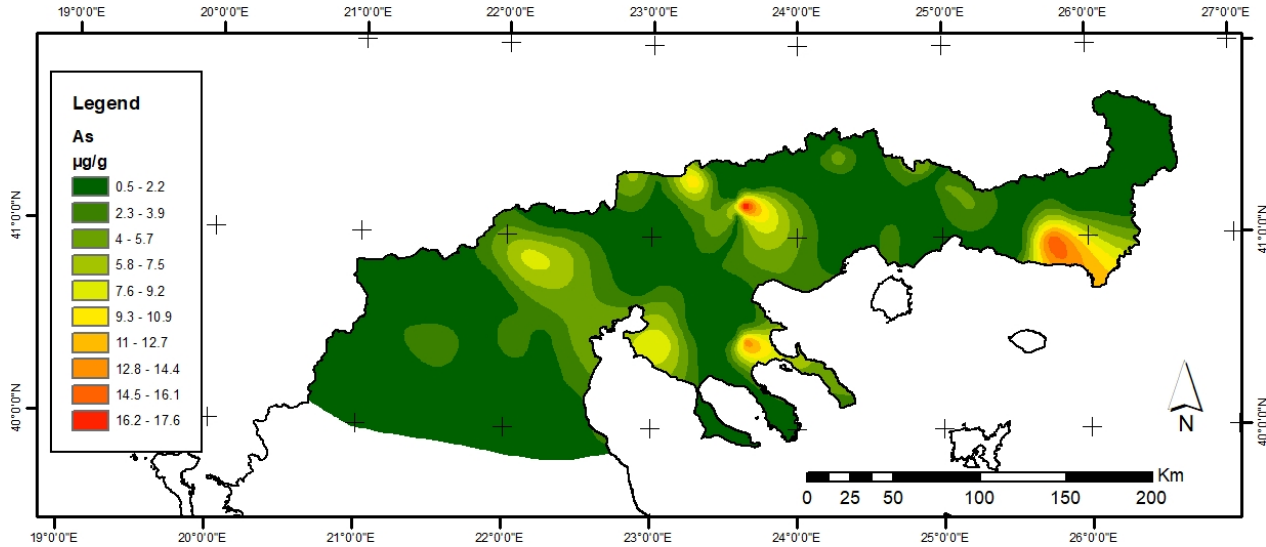 19°0'0"E 20°0'0"E 21°0'0"E 22°0'0"E 23°0'0"E 24°0'0"E 25°0'0"E 26°0'0"E 27°0'0"E
Legend
As
µg/g
0.5 - 2.2
2.3 - 3.9
4 - 5.7
5.8 - 7.5
7.6 - 9.2
9.3 - 10.9
11 - 12.7
12.8 - 14.4
14.5 - 16.1
16.2 - 17.6
41°0'0"N
40°0'0"N
41°0'0"N
40°0'0"N
N
Km
0 25 50 100 150 200
19°0'0"E 20°0'0"E 21°0'0"E 22°0'0"E 23°0'0"E 24°0'0"E 25°0'0"E 26°0'0"E